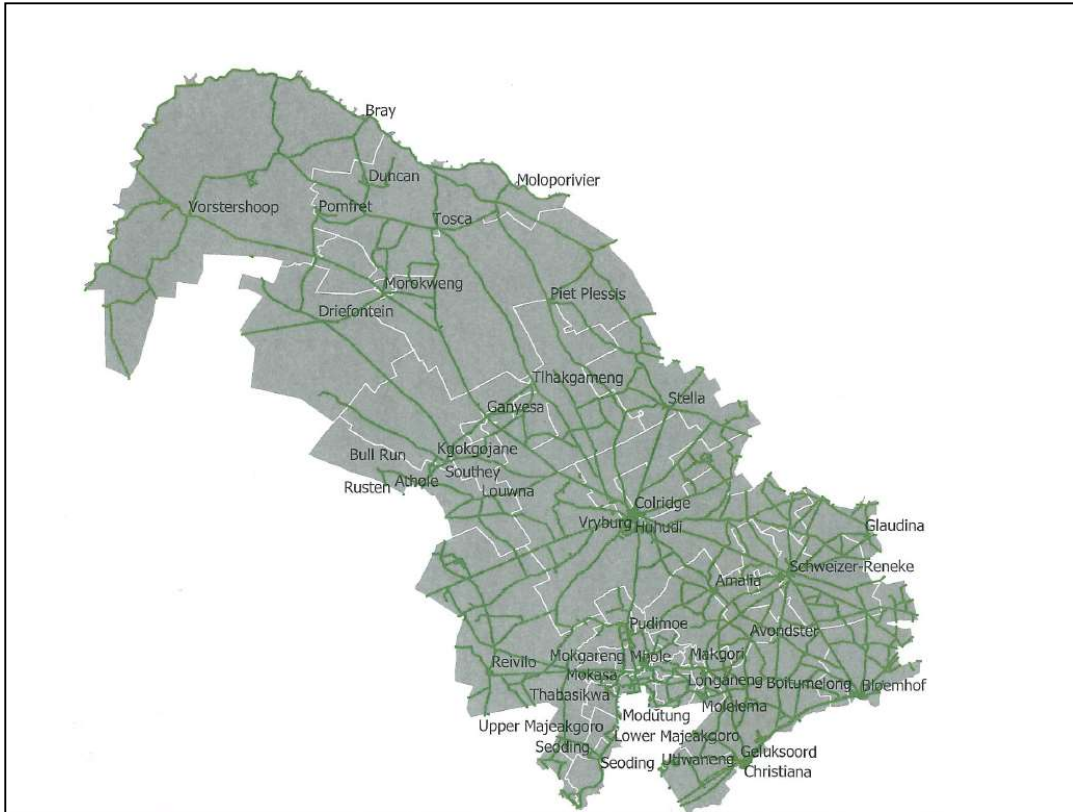 Bray
Duncan
Moloporivier
Vorstershoop
Pomfret
Tosca
Morokweng
Piet Plessis
Driefontein
Tlhakgameng
Stella
Ganyesa
Kgokgojane
Bull Run
Southey
Athole
Rusten
Louwna
Colridge
Vryburg
Huhudi
Glaudina
Schweizer-Reneke
Amalia
Pudimoe
Avondster
Mokgareng
Mhole
Makgori
Reivilo
Mokasa
Longaneng
Boitumelong
Bloemhof
Thabasikwa
Molelema
Modutung
Upper Majeakgoro
Lower Majeakgoro
Seoding
Geluksoord
Seoding
Utlwaneng
Christiana